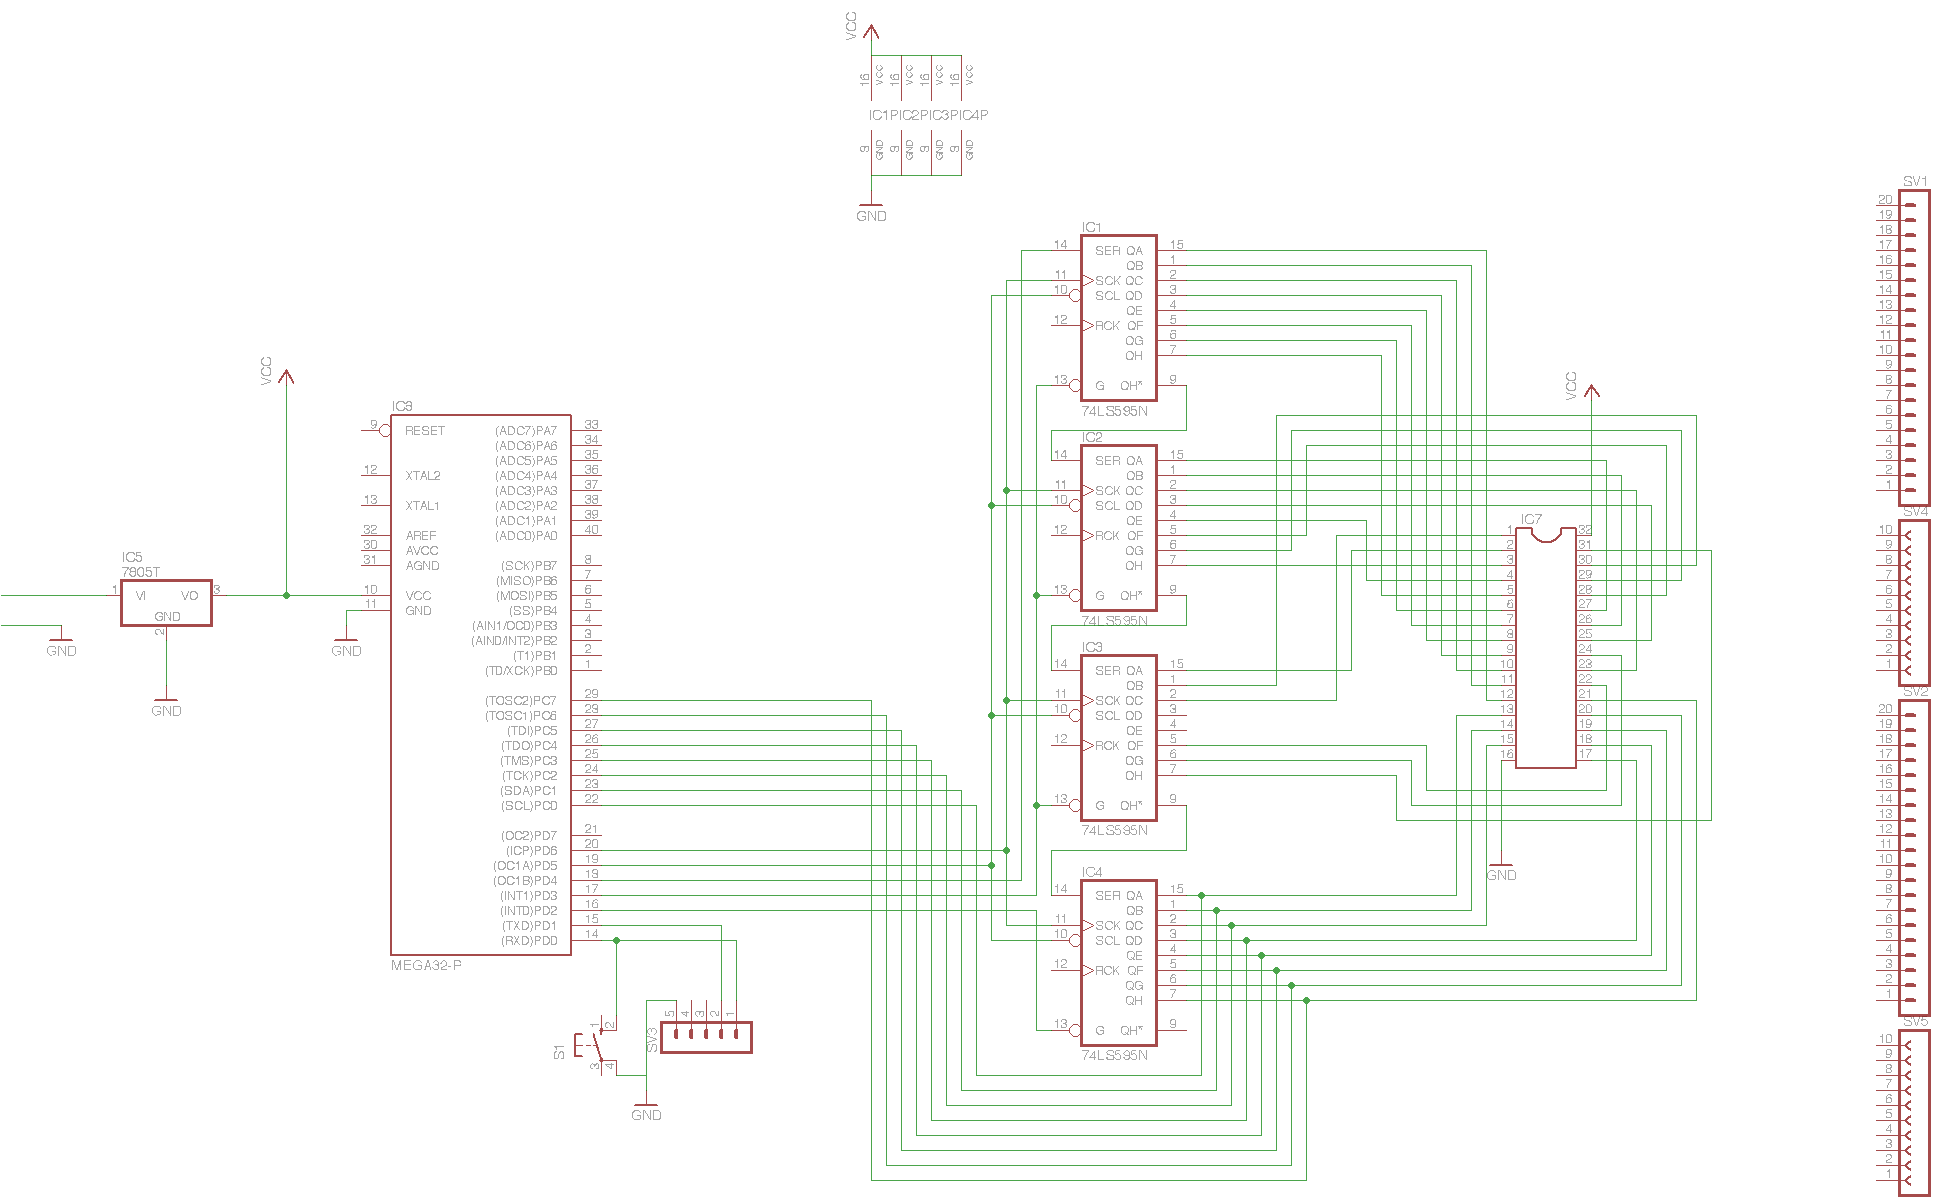 VCC
16 VCC 16 VCC 16 VCC 16 VCC
IC1P IC2P IC3P IC4P
9 GND 9 GND 9 GND 9 GND
GND
VCC
IC5
7805T
1 VI VO 3
GND
2
GND
GND
GND
IC8
9 RESET (ADC7)PA7 33
(ADC6)PA6 34
(ADC5)PA5 35
12 XTAL2 (ADC4)PA4 36
(ADC3)PA3 37
13 XTAL1 (ADC2)PA2 38
(ADC1)PA1 39
32 AREF (ADC0)PA0 40
30 AVCC
31 AGND (SCK)PB7 8
(MISO)PB6 7
10 VCC (MOSI)PB5 6
11 GND (SS)PB4 5
(AIN1/OC0)PB3 4
(AIN0/INT2)PB2 3
(T1)PB1 2
(T0/XCK)PB0 1
(TOSC2)PC7 29
(TOSC1)PC6 28
(TDI)PC5 27
(TDO)PC4 26
(TMS)PC3 25
(TCK)PC2 24
(SDA)PC1 23
(SCL)PC0 22
(OC2)PD7 21
(ICP)PD6 20
(OC1A)PD5 19
(OC1B)PD4 18
(INT1)PD3 17
(INT0)PD2 16
(TXD)PD1 15
(RXD)PD0 14
MEGA32-P
S1
1 2
3 4
SV3
5 4 3 2 1
GND
IC1
14 SER QA 15
QB 1
11 SCK QC 2
10 SCL QD 3
QE 4
12 RCK QF 5
QG 6
QH 7
13 G QH* 9
74LS595N
IC2
14 SER QA 15
QB 1
11 SCK QC 2
10 SCL QD 3
QE 4
12 RCK QF 5
QG 6
QH 7
13 G QH* 9
74LS595N
IC3
14 SER QA 15
QB 1
11 SCK QC 2
10 SCL QD 3
QE 4
12 RCK QF 5
QG 6
QH 7
13 G QH* 9
74LS595N
IC4
14 SER QA 15
QB 1
11 SCK QC 2
10 SCL QD 3
QE 4
12 RCK QF 5
QG 6
QH 7
13 G QH* 9
74LS595N
VCC
IC7
1 32
2 31
3 30
4 29
5 28
6 27
7 26
8 25
9 24
10 23
11 22
12 21
13 20
14 19
15 18
16 17
GND
SV1
20
19
18
17
16
15
14
13
12
11
10
9
8
7
6
5
4
3
2
1
SV4
10
9
8
7
6
5
4
3
2
1
SV2
20
19
18
17
16
15
14
13
12
11
10
9
8
7
6
5
4
3
2
1
SV5
10
9
8
7
6
5
4
3
2
1